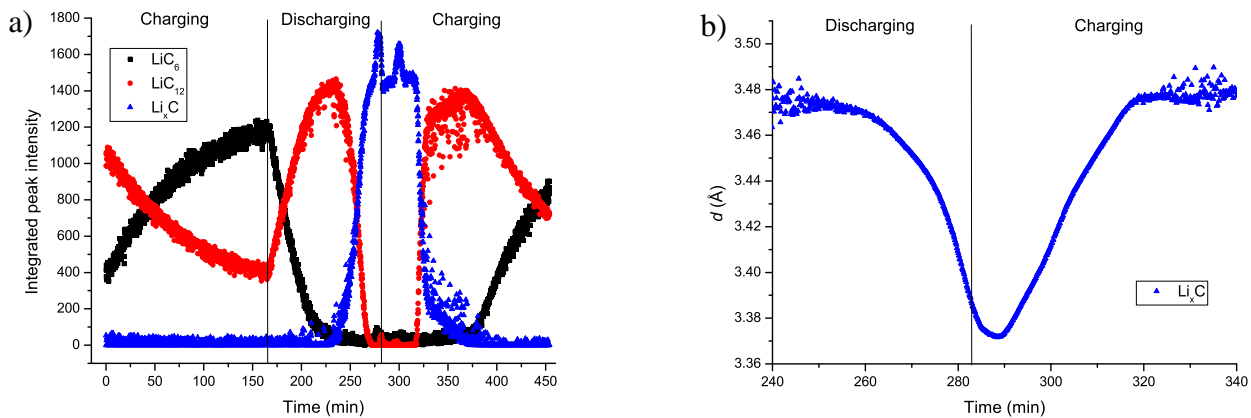 a)
Charging Discharging Charging
1800
1600
1400
1200
1000
800
600
400
200
0
Integrated peak intensity
LiC6
LiC12
LixC
0 50 100 150 200 250 300 350 400 450
Time (min)
b)
Discharging Charging
3.50
3.48
3.46
3.44
3.42
3.40
3.38
3.36
d (Å)
LixC
240 260 280 300 320 340
Time (min)